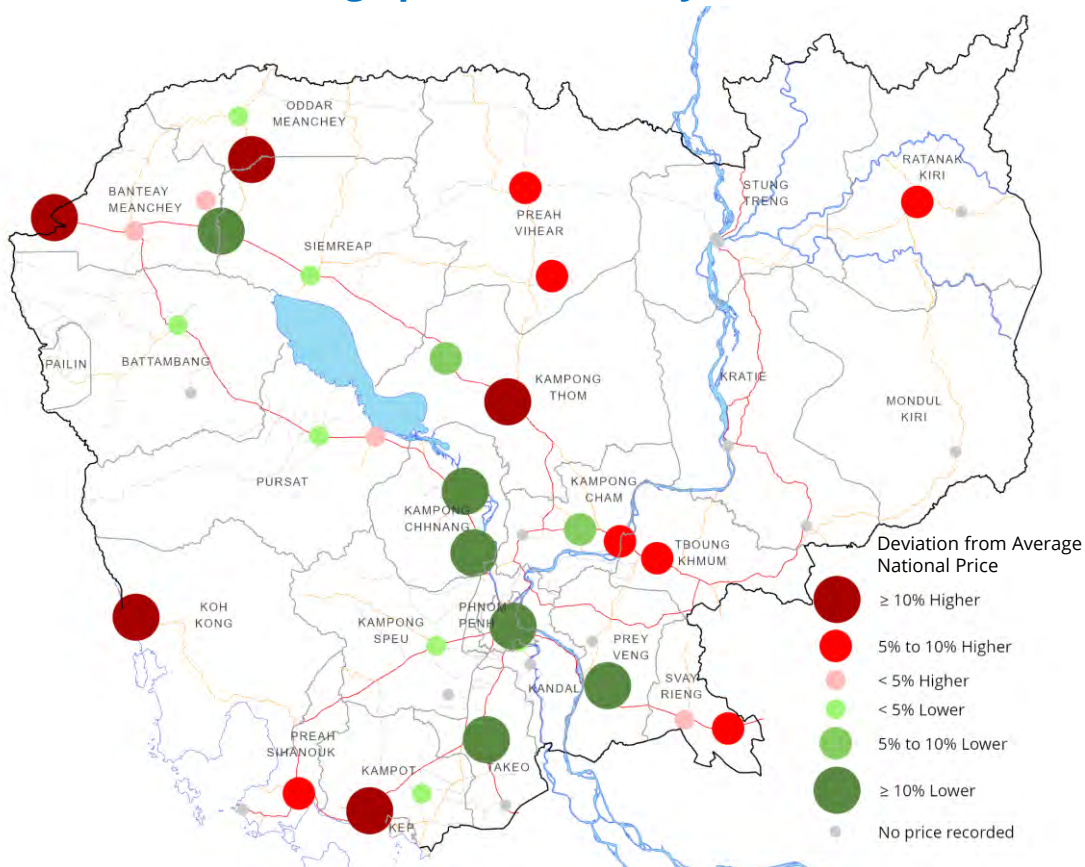 ODDAR
MEANCHEY
BANTEAY
MEANCHEY
SIEMREAP
PREAH
VIHEAR
STUNG
TRENG
RATANAK
KIRI
PAILIN
BATTAMBANG
KAMPONG
THOM
KRATIE
MONDUL
KIRI
PURSAT
KAMPONG
CHHNANG
KAMPONG
CHAM
TBOUNG
KHMUM
KOH
KONG
KAMPONG
SPEU
PHNOM
PENH
PREY
VENG
KANDAL
SVAY
RIENG
PREAH
SIHANOUK
KAMPOT
TAKEO
KEP
Deviation from Average
National Price
≥ 10% Higher
5% to 10% Higher
< 5% Higher
< 5% Lower
5% to 10% Lower
≥ 10% Lower
No price recorded